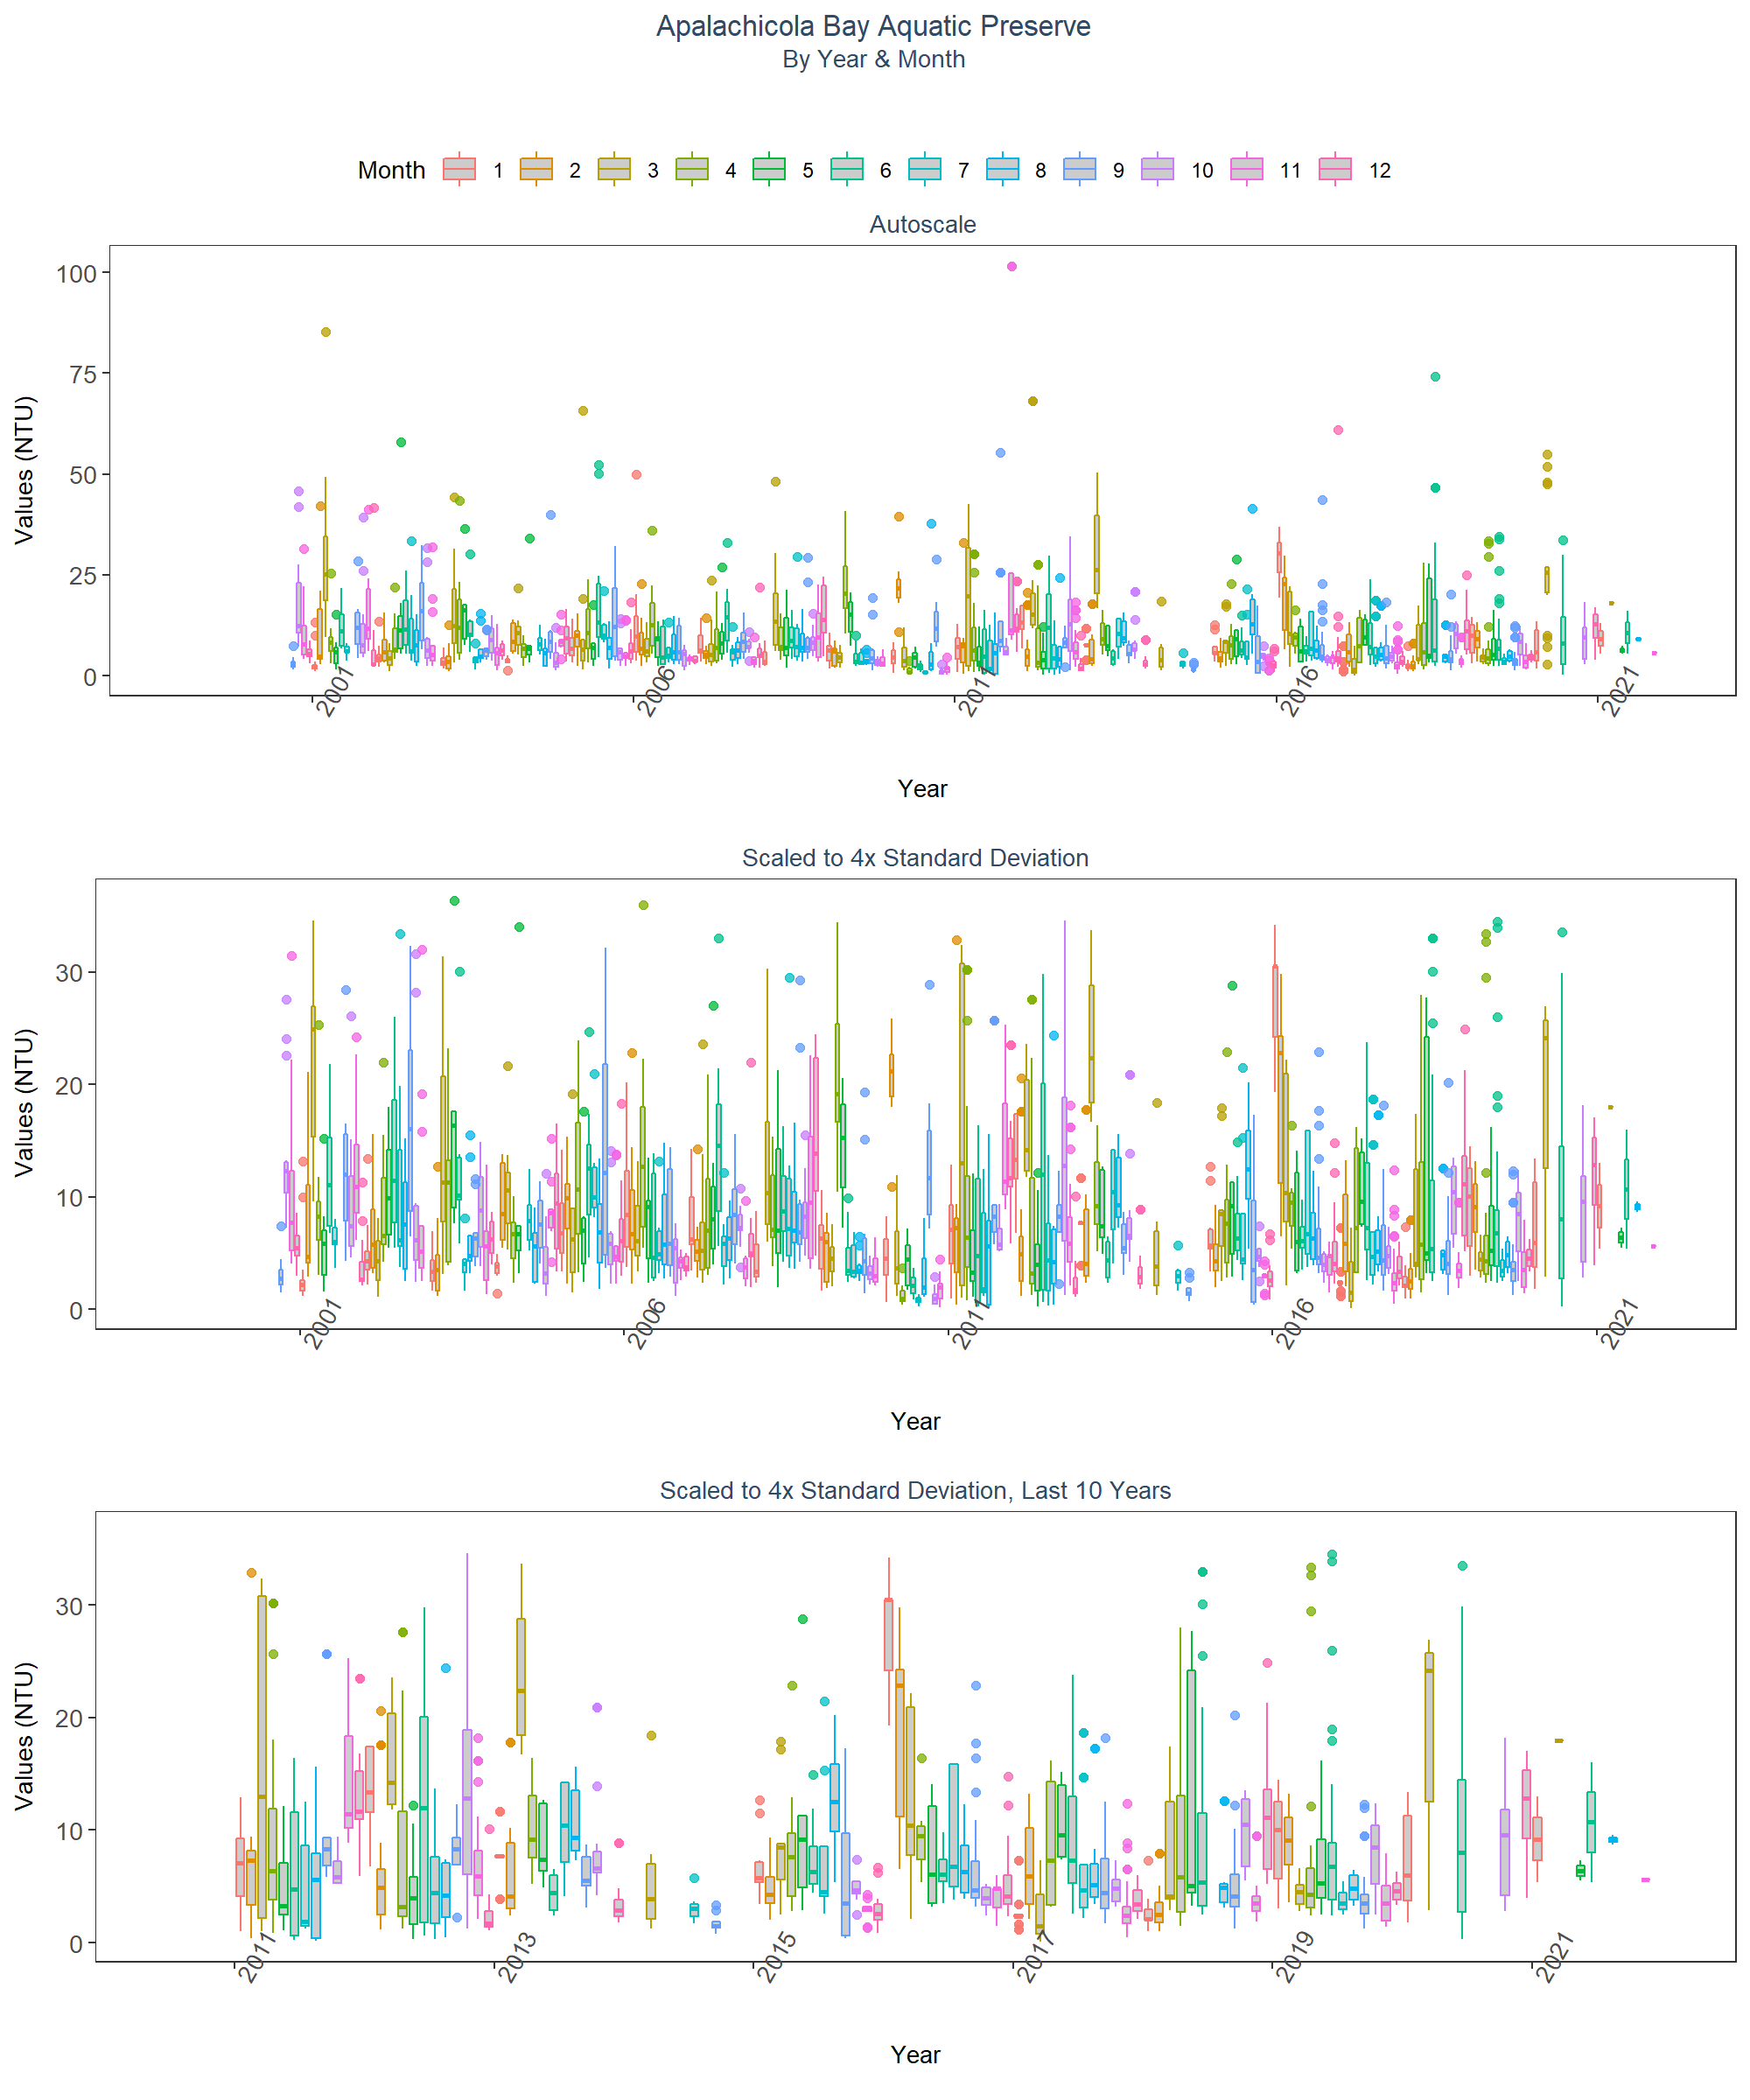 Apalachicola Bay Aquatic Preserve
By Year & Month
Month 1 2 3 4 5 6 7 8 9 10 11 12
Autoscale
Values (NTU)
100
75
50
25
0
2001 2006 2011 2016 2021
Year
Scaled to 4x Standard Deviation
Values (NTU)
30
20
10
0
2001 2006 2011 2016 2021
Year
Scaled to 4x Standard Deviation, Last 10 Years
Values (NTU)
30
20
10
0
2011 2013 2015 2017 2019 2021
Year